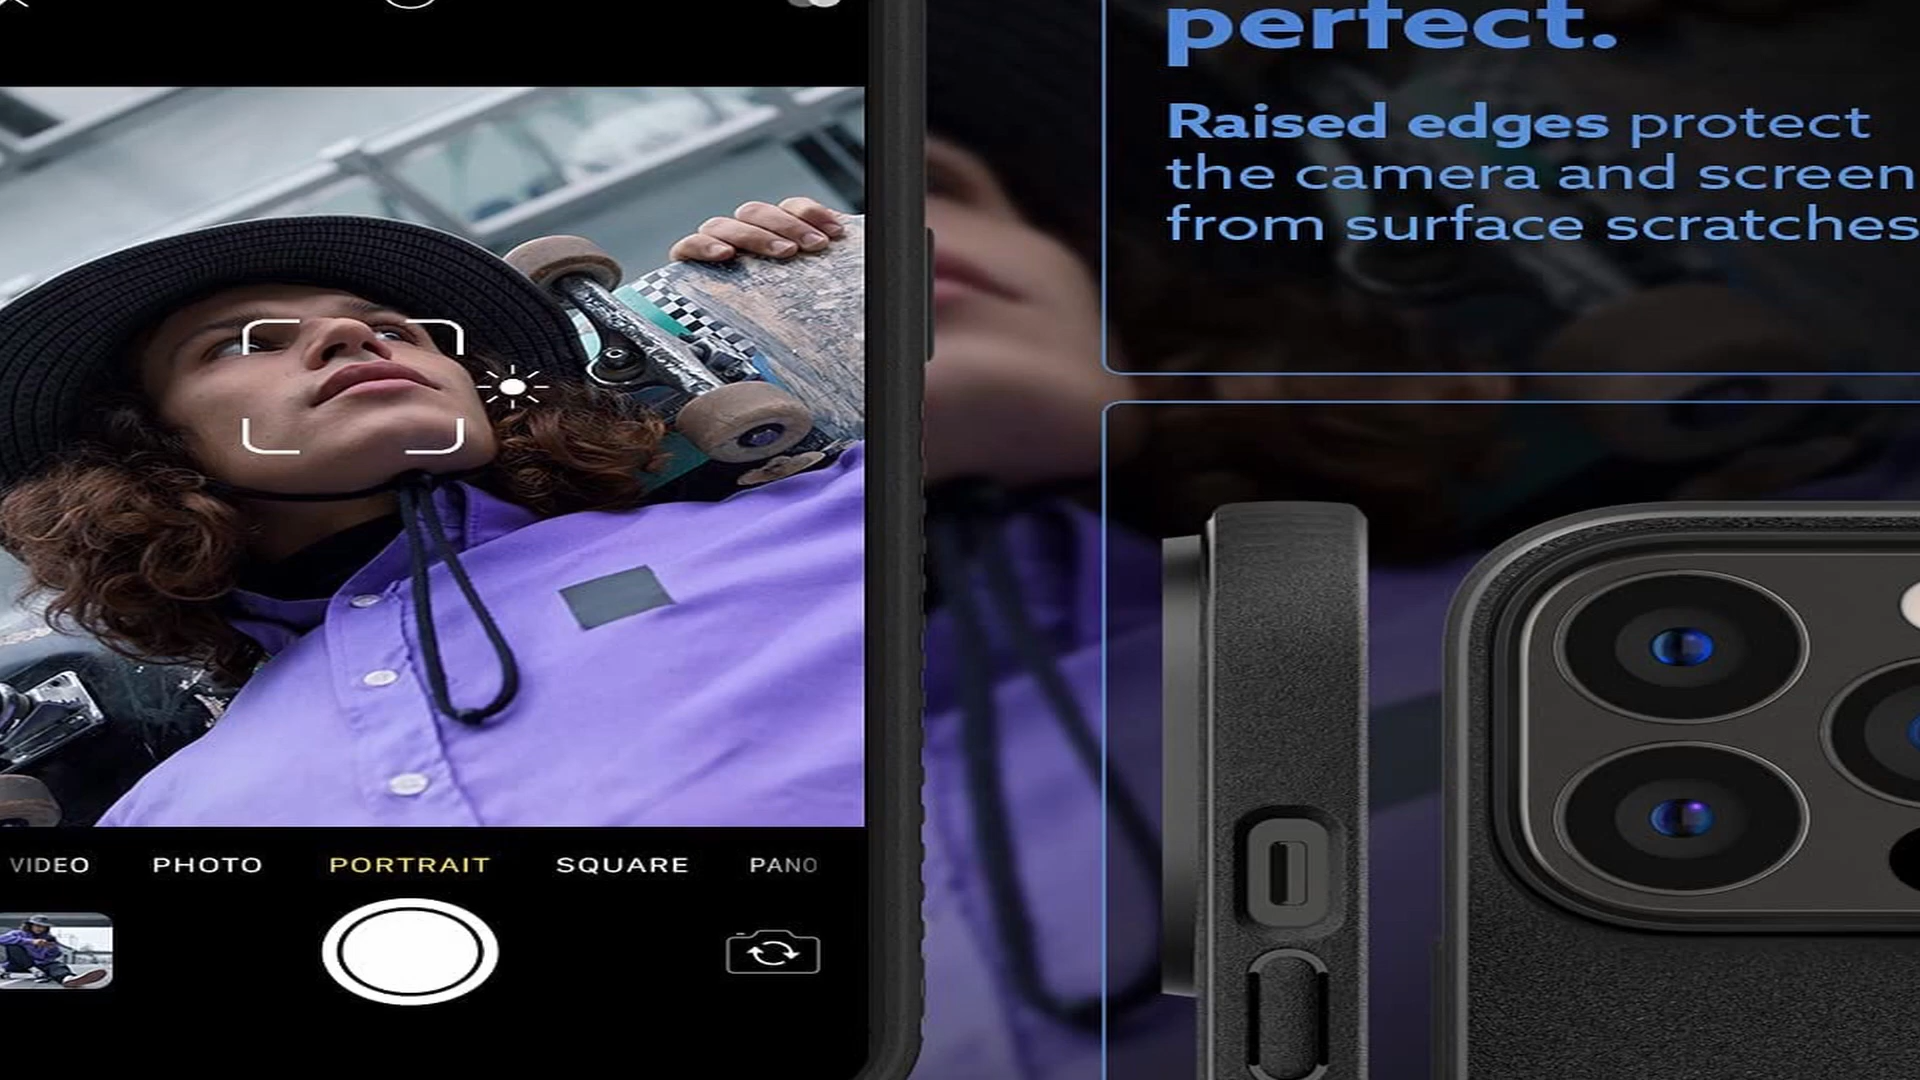 perfect.
Raised edges protect
the camera and screen
from surface scratches
VIDEO PHOTO PORTRAIT SQUARE PANO